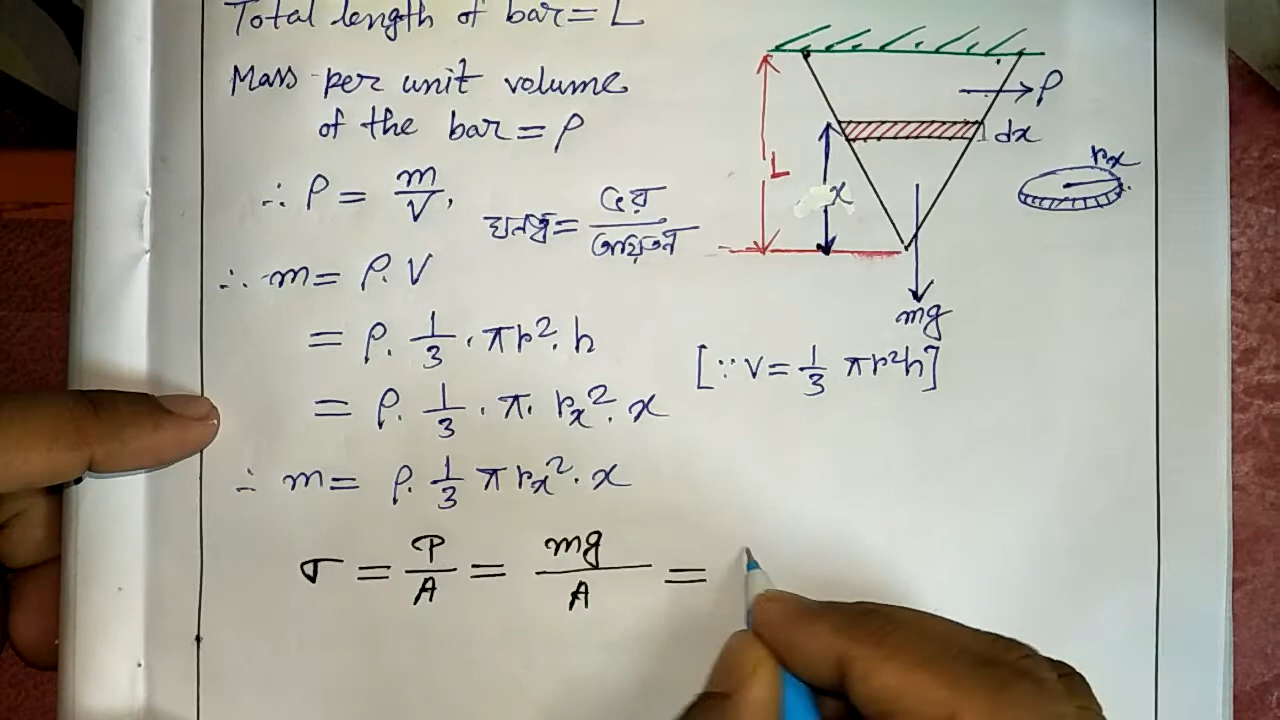 Total length of bar = L
Mass per unit volume
of the bar = ρ
∴ ρ = m/V,
ঘনত্ব = ভর/আয়তন
∴ m = ρ. V
= ρ. 1/3 . πr². h
[∵ V = 1/3 πr²h]
= ρ. 1/3 . π. rx². x
∴ m = ρ. 1/3 πrx². x
σ = P/A = mg/A =
ρ
dx
rx
L
x
mg